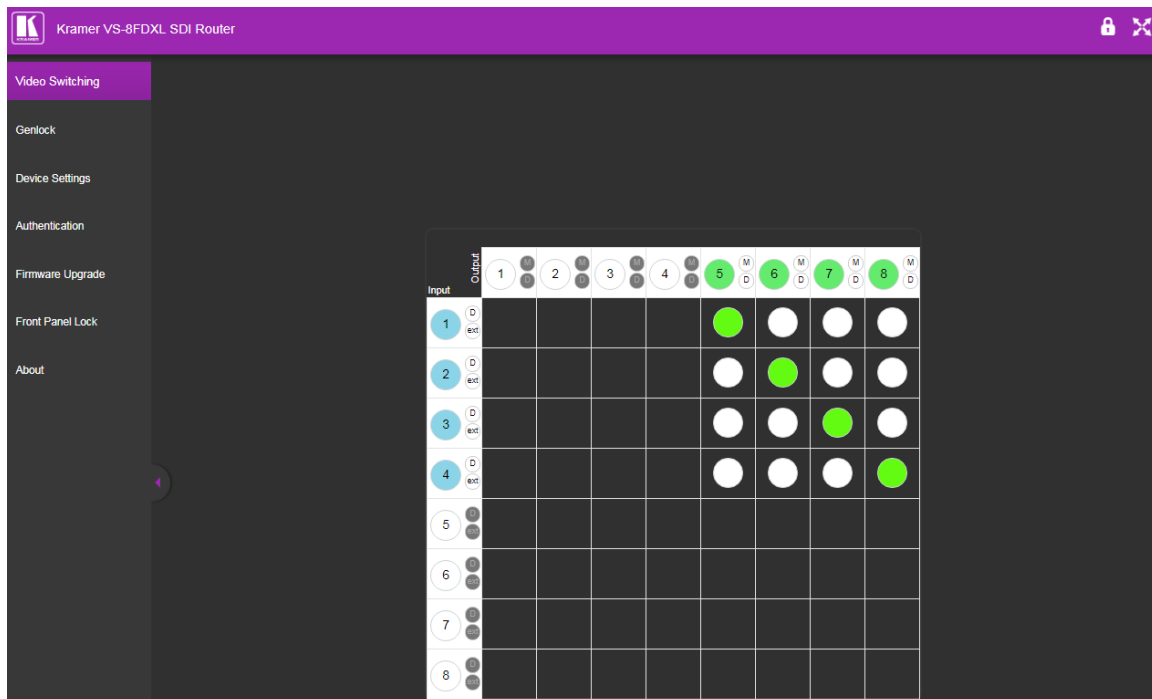 Kramer VS-8FDXL SDI Router
Video Switching
Genlock
Device Settings
Authentication
Firmware Upgrade
Front Panel Lock
About
Output
Input
1 M D 2 M D 3 M D 4 M D 5 M D 6 M D 7 M D 8 M D
1 D ext
2 D ext
3 D ext
4 D ext
5 D ext
6 D ext
7 D ext
8 D ext